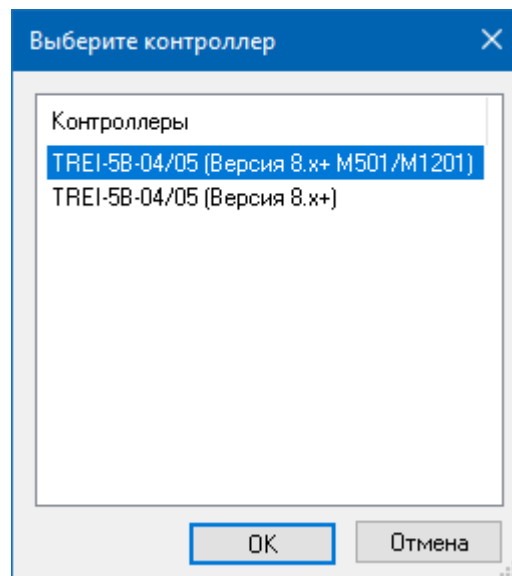 Выберите контроллер
Контроллеры
TREI-5B-04/05 (Версия 8.x+ M501/M1201)
TREI-5B-04/05 (Версия 8.x+)
OK
Отмена